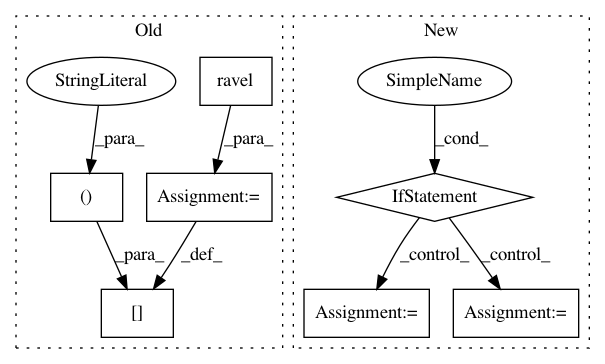 Old
New
StringLiteral
ravel
SimpleName
_para_
_para_
_cond_
()
Assignment:=
IfStatement
_para_
_def_
_control_
_control_
[]
Assignment:=
Assignment:=